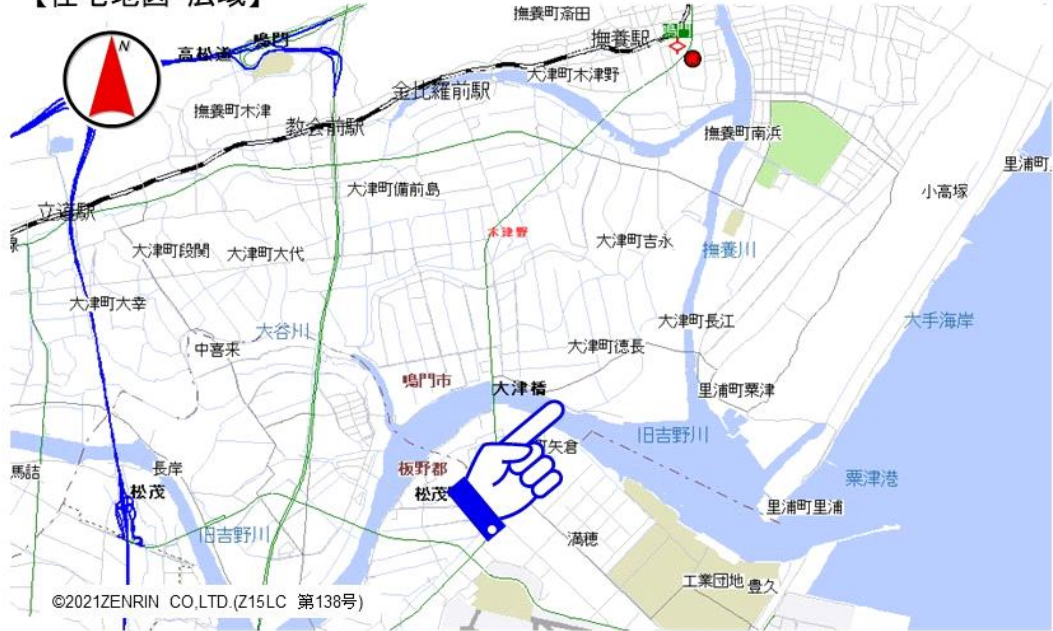 【住宅地図 広域】
撫養町斎田
撫養駅
鳴門
N
高松道
鳴門
大津町木津野
金比羅前駅
撫養町木津
教会前駅
撫養町南浜
里浦町
大津町備前島
小高塚
立道駅
線
木津野
大津町吉永
大津町段関
大津町大代
撫養川
大津町大幸
大手海岸
大津町長江
大谷川
中喜来
大津町徳長
鳴門市
大津橋
里浦町粟津
旧吉野川
町矢倉
馬詰
長岸
板野郡
松茂
粟津港
松茂
里浦町里浦
旧吉野川
満穂
工業団地
豊久
©2021ZENRIN CO,LTD.(Z15LC 第138号)